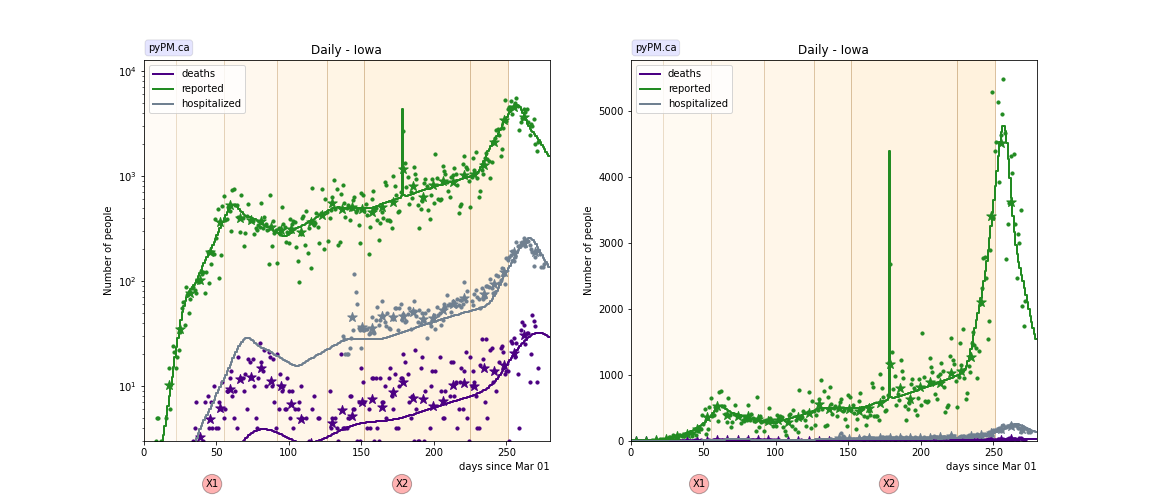 pyPM.ca
Daily - Iowa
deaths
reported
hospitalized
10⁴
10³
10²
10¹
Number of people
0
50
100
150
200
250
days since Mar 01
X1
X2
pyPM.ca
Daily - Iowa
deaths
reported
hospitalized
5000
4000
3000
2000
1000
0
Number of people
0
50
100
150
200
250
days since Mar 01
X1
X2